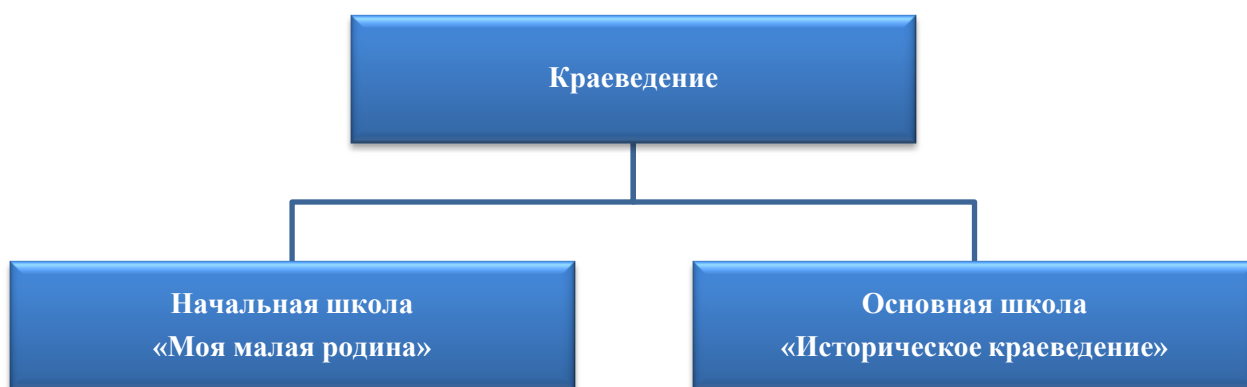 Краеведение
Начальная школа
«Моя малая родина»
Основная школа
«Историческое краеведение»